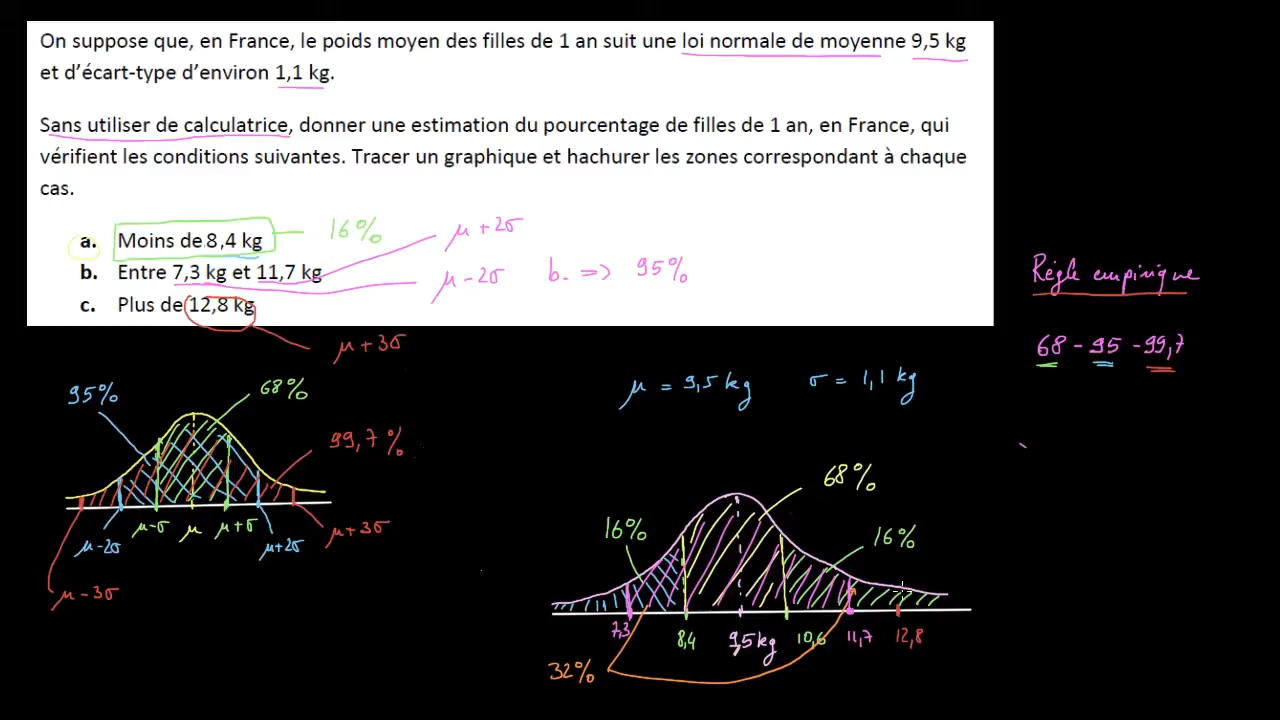 On suppose que, en France, le poids moyen des filles de 1 an suit une loi normale de moyenne 9,5 kg
et d'écart-type d'environ 1,1 kg.
Sans utiliser de calculatrice, donner une estimation du pourcentage de filles de 1 an, en France, qui
vérifient les conditions suivantes. Tracer un graphique et hachurer les zones correspondant à chaque
cas.
a. Moins de 8,4 kg 16%
μ+2σ
b. Entre 7,3 kg et 11,7 kg
μ-2σ b. => 95%
c. Plus de 12,8 kg
μ+3σ
Règle empirique
68 - 95 - 99,7
95% 68%
99,7%
μ-3σ μ-2σ μ-σ μ μ+σ μ+2σ μ+3σ
μ = 9,5 kg σ = 1,1 kg
68%
16% 16%
7,3 8,4 9,5 kg 10,6 11,7 12,8
32%